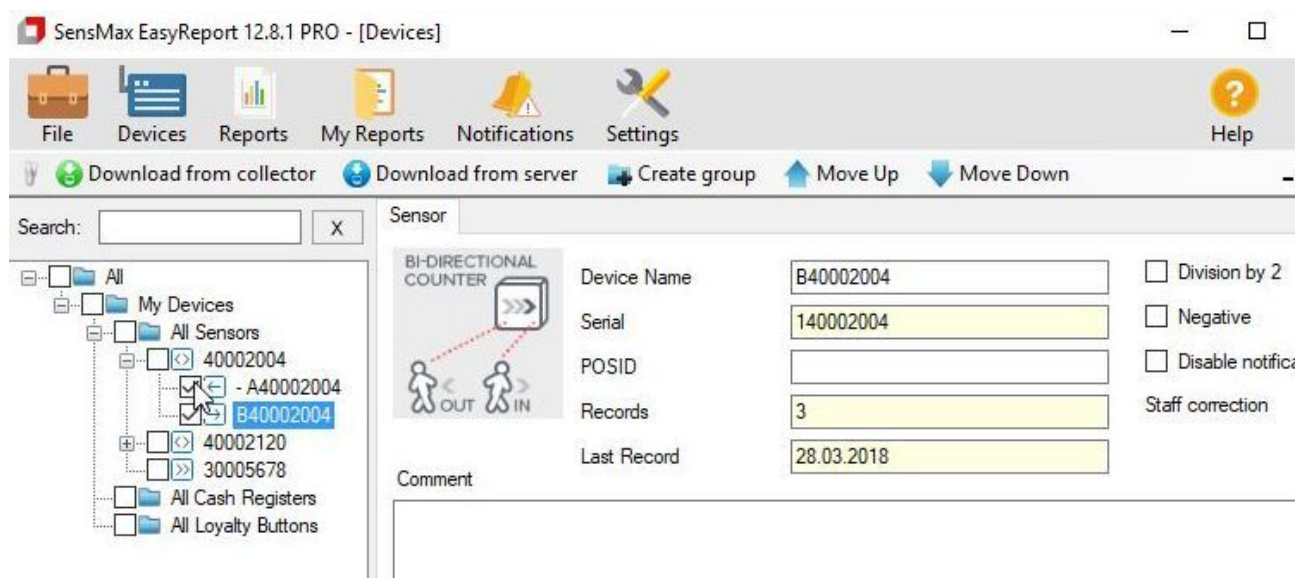 SensMax EasyReport 12.8.1 PRO - [Devices]
File Devices Reports My Reports Notifications Settings Help
Download from collector Download from server Create group Move Up Move Down
Search: X
All
My Devices
All Sensors
40002004
- A40002004
B40002004
40002120
30005678
All Cash Registers
All Loyalty Buttons
Sensor
BI-DIRECTIONAL
COUNTER
OUT IN
Device Name B40002004 Division by 2
Serial 140002004 Negative
POSID Disable notifica
Records 3 Staff correction
Last Record 28.03.2018
Comment